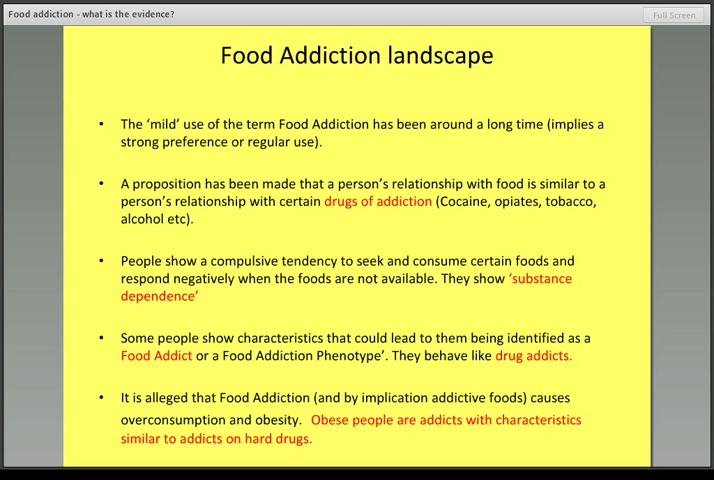 Food addiction - what is the evidence?
Full Screen
Food Addiction landscape
• The ‘mild’ use of the term Food Addiction has been around a long time (implies a
strong preference or regular use).
• A proposition has been made that a person’s relationship with food is similar to a
person’s relationship with certain drugs of addiction (Cocaine, opiates, tobacco,
alcohol etc).
• People show a compulsive tendency to seek and consume certain foods and
respond negatively when the foods are not available. They show ‘substance
dependence’
• Some people show characteristics that could lead to them being identified as a
Food Addict or a Food Addiction Phenotype’. They behave like drug addicts.
• It is alleged that Food Addiction (and by implication addictive foods) causes
overconsumption and obesity. Obese people are addicts with characteristics
similar to addicts on hard drugs.